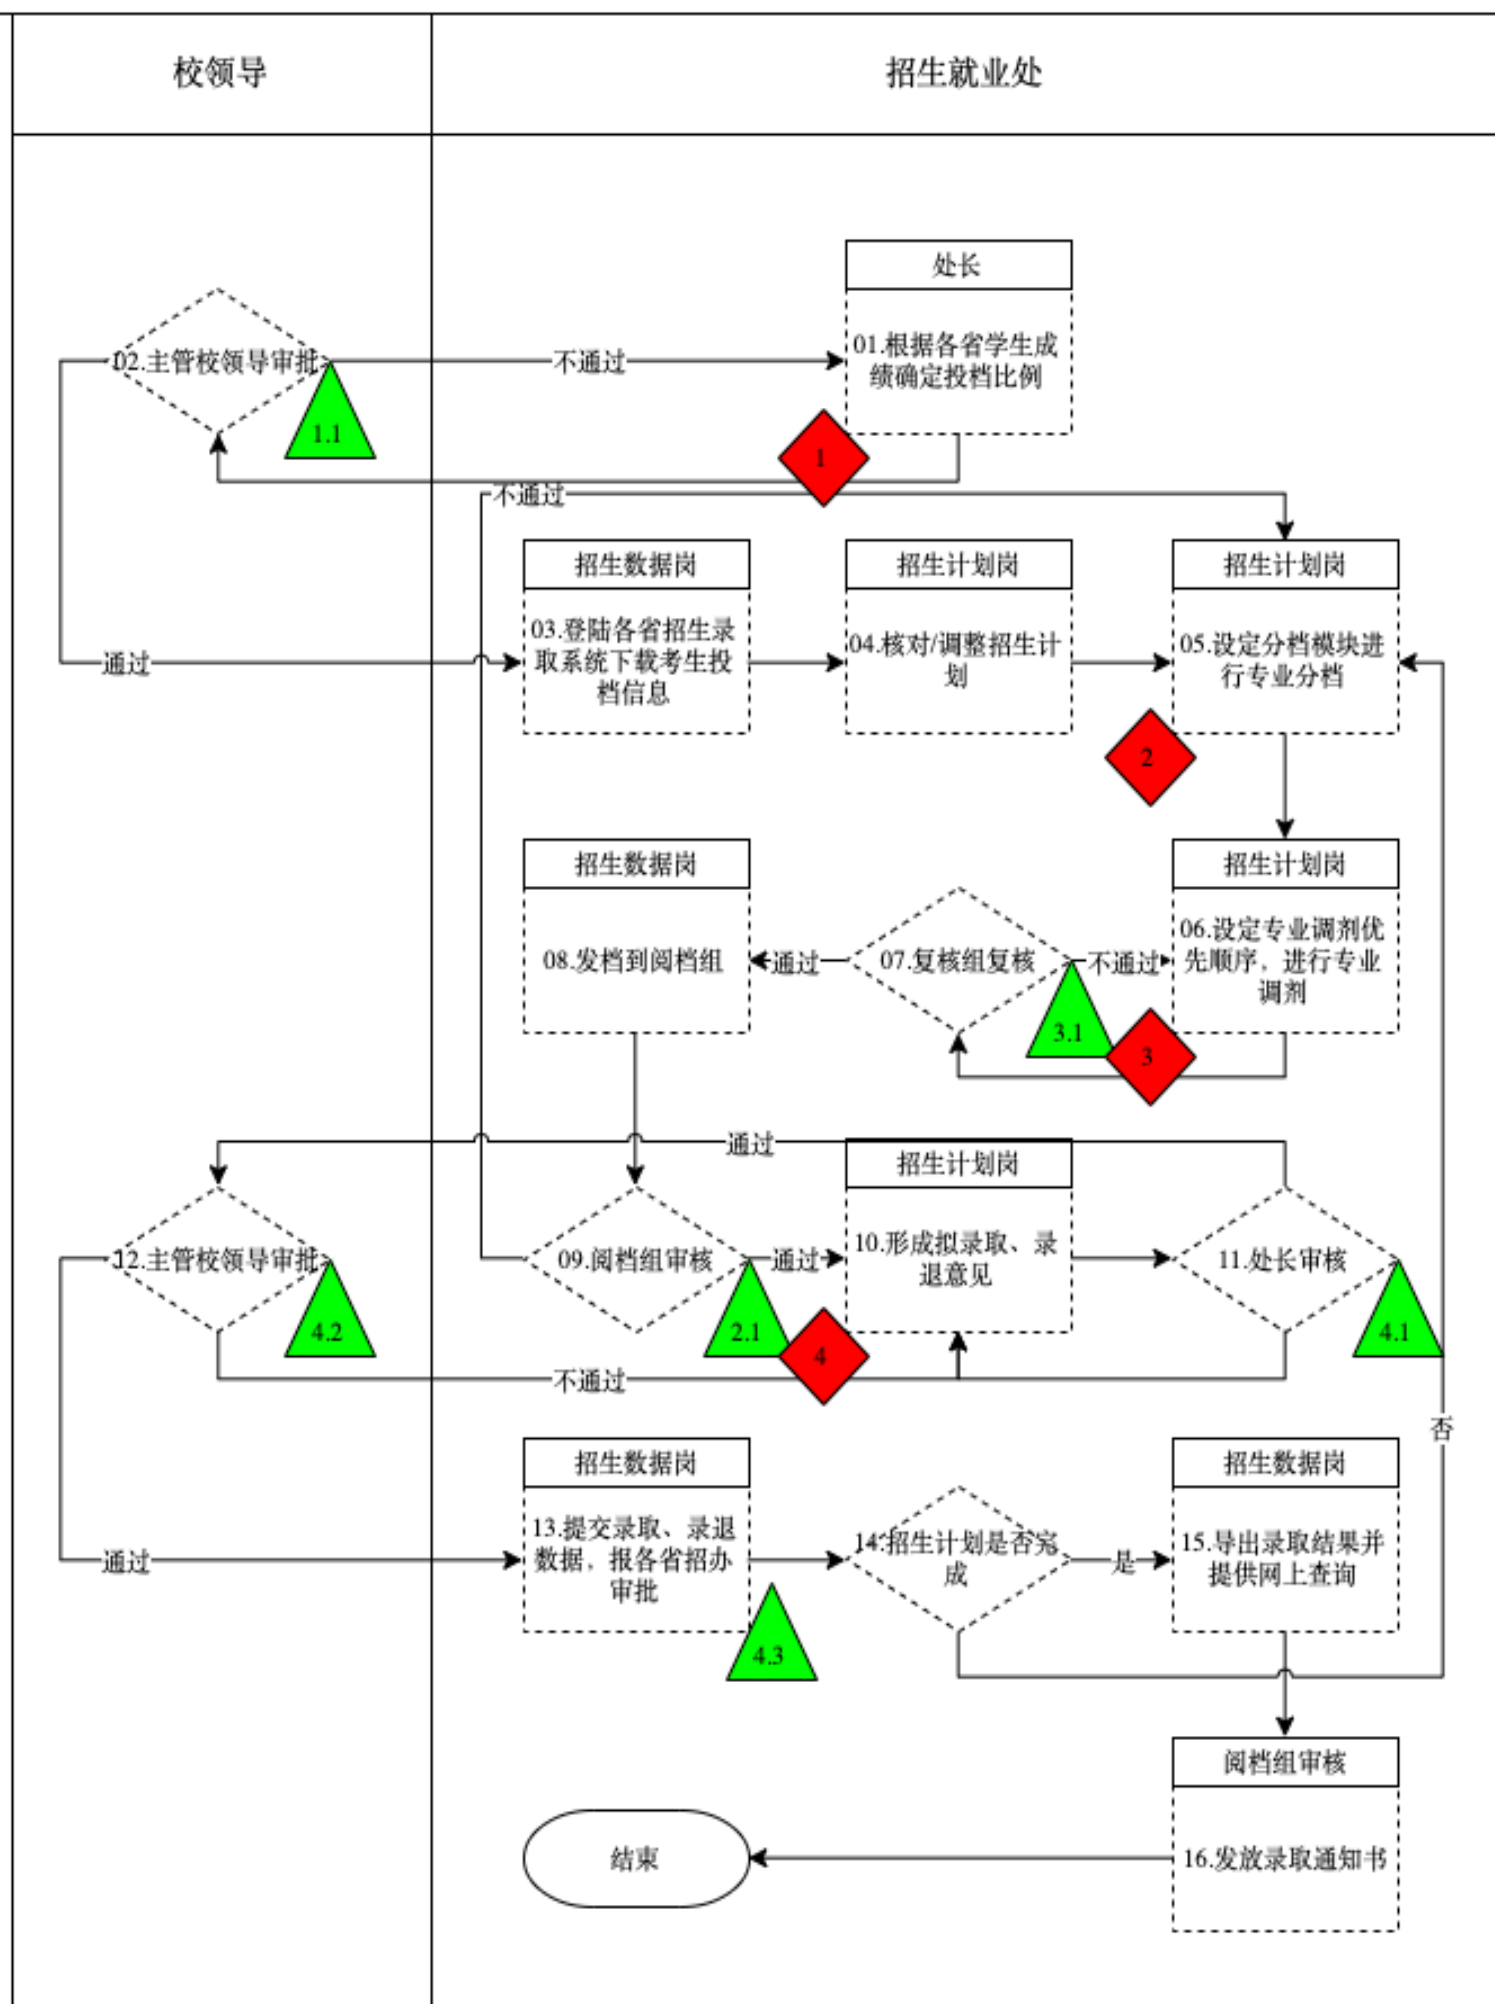 校领导
招生就业处
处长
02.主管校领导审批
不通过
01.根据各省学生成
绩确定投档比例
1.1
1
不通过
招生数据岗
招生计划岗
招生计划岗
通过
03.登陆各省招生录
取系统下载考生投
档信息
04.核对/调整招生计
划
05.设定分档模块进
行专业分档
2
招生数据岗
招生计划岗
08.发档到阅档组
通过
07.复核组复核
不通过
06.设定专业调剂优
先顺序，进行专业
调剂
3.1
3
通过
招生计划岗
12.主管校领导审批
09.阅档组审核
通过
10.形成拟录取、录
退意见
11.处长审核
4.2
2.1
4
4.1
不通过
否
招生数据岗
招生数据岗
通过
13.提交录取、录退
数据，报各省招办
审批
14.招生计划是否完
成
是
15.导出录取结果并
提供网上查询
4.3
阅档组审核
结束
16.发放录取通知书